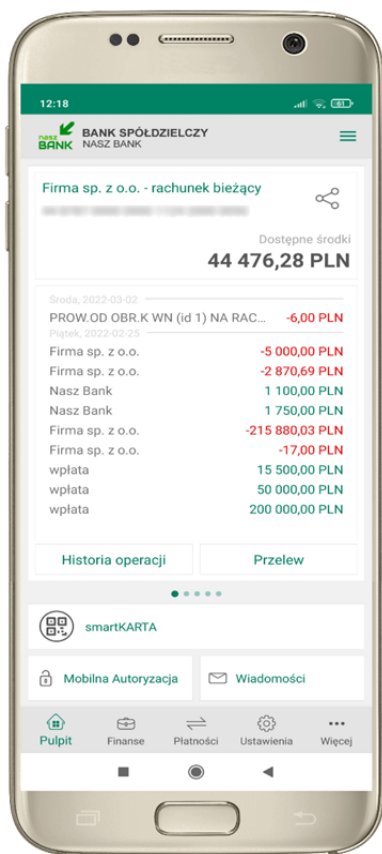 12:18
61
nasz
BANK
BANK SPÓŁDZIELCZY
NASZ BANK
Firma sp. z o.o. - rachunek bieżący
Dostępne środki
44 476,28 PLN
Środa, 2022-03-02
PROW.OD OBR.K WN (id 1) NA RAC... -6,00 PLN
Piątek, 2022-02-25
Firma sp. z o.o. -5 000,00 PLN
Firma sp. z o.o. -2 870,69 PLN
Nasz Bank 1 100,00 PLN
Nasz Bank 1 750,00 PLN
Firma sp. z o.o. -215 880,03 PLN
Firma sp. z o.o. -17,00 PLN
wpłata 15 500,00 PLN
wpłata 50 000,00 PLN
wpłata 200 000,00 PLN
Historia operacji Przelew
smartKARTA
Mobilna Autoryzacja Wiadomości
Pulpit Finanse Płatności Ustawienia Więcej